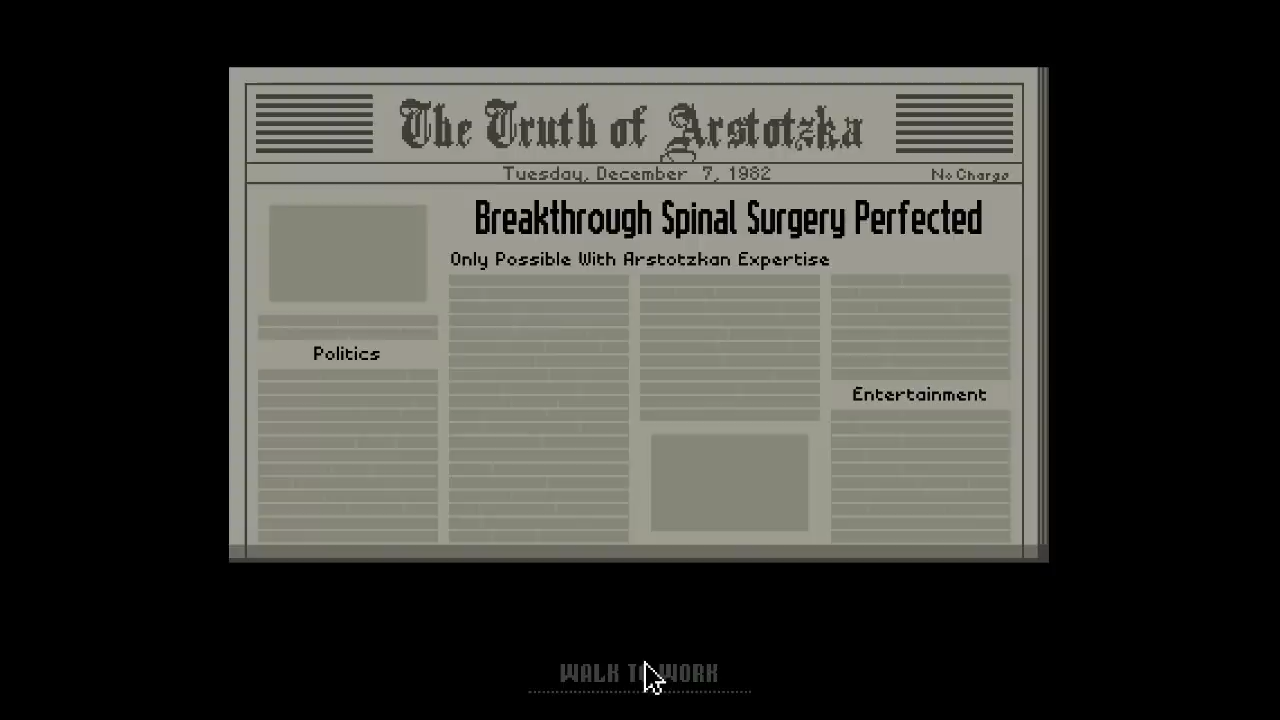 The Truth of Arstotzka
Tuesday, December 7, 1982
No Charge
Breakthrough Spinal Surgery Perfected
Only Possible With Arstotzkan Expertise
Politics
Entertainment
WALK TO WORK